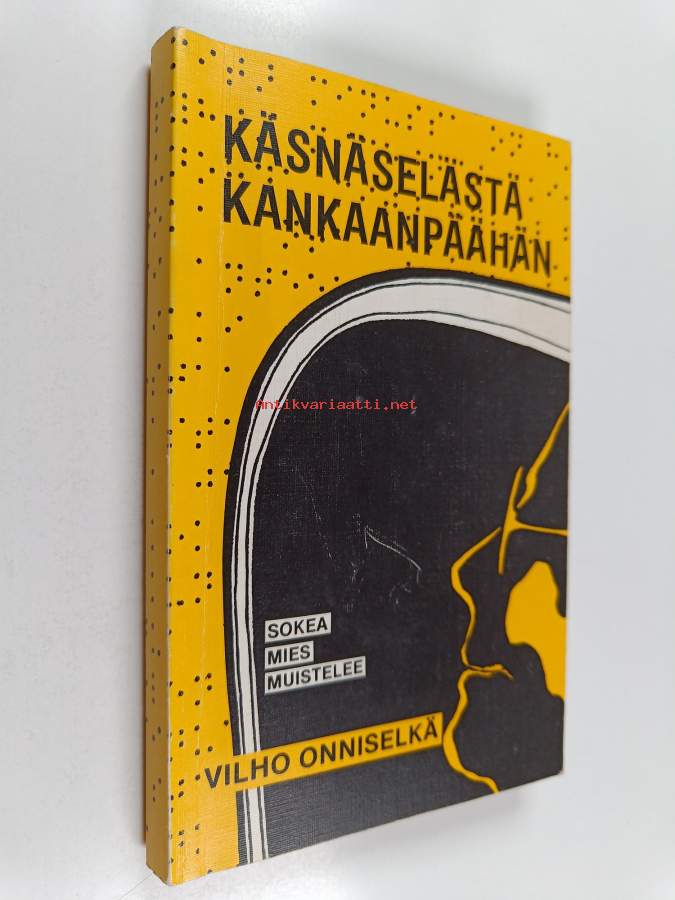 KÄSNÄSELÄSTÄ
KANKAANPÄÄHÄN
Antikvariaatti.net
SOKEA
MIES
MUISTELEE
VILHO ONNISELKÄ